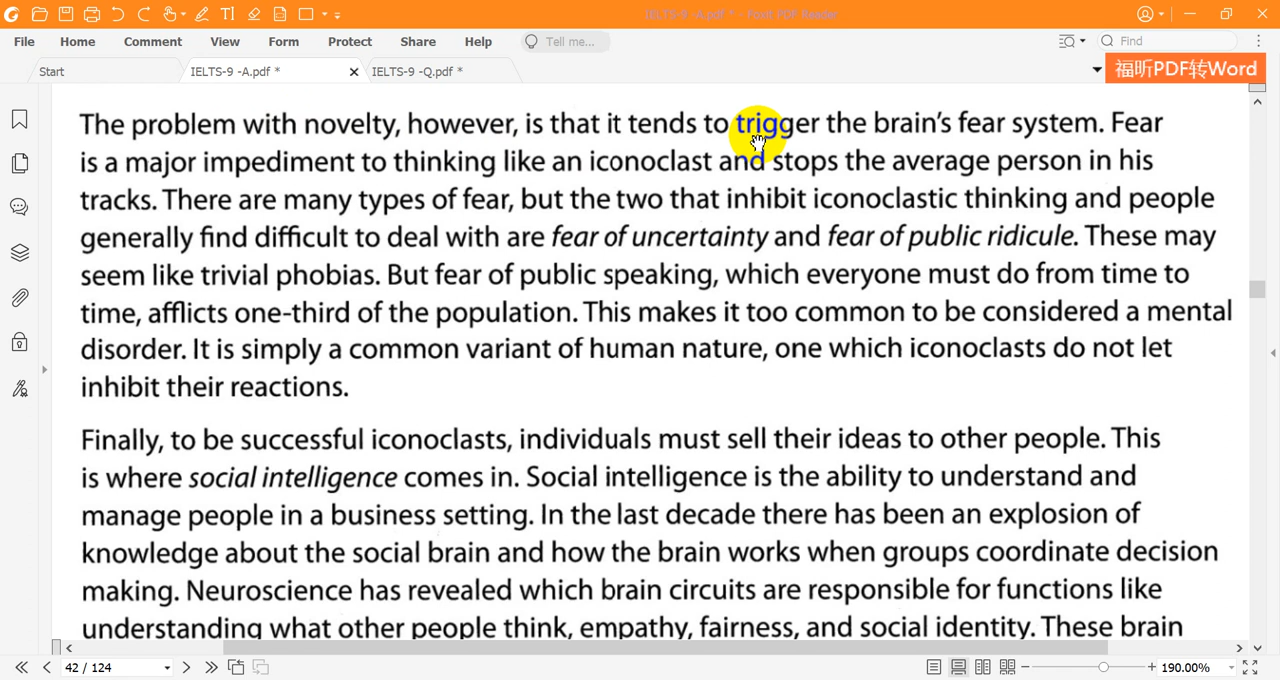 IELTS-9 -A.pdf * - Foxit PDF Reader
File Home Comment View Form Protect Share Help Tell me... Find
Start IELTS-9 -A.pdf * IELTS-9 -Q.pdf * 福昕PDF转Word
The problem with novelty, however, is that it tends to trigger the brain's fear system. Fear
is a major impediment to thinking like an iconoclast and stops the average person in his
tracks. There are many types of fear, but the two that inhibit iconoclastic thinking and people
generally find difficult to deal with are fear of uncertainty and fear of public ridicule. These may
seem like trivial phobias. But fear of public speaking, which everyone must do from time to
time, afflicts one-third of the population. This makes it too common to be considered a mental
disorder. It is simply a common variant of human nature, one which iconoclasts do not let
inhibit their reactions.
Finally, to be successful iconoclasts, individuals must sell their ideas to other people. This
is where social intelligence comes in. Social intelligence is the ability to understand and
manage people in a business setting. In the last decade there has been an explosion of
knowledge about the social brain and how the brain works when groups coordinate decision
making. Neuroscience has revealed which brain circuits are responsible for functions like
understanding what other people think, empathy, fairness, and social identity. These brain
42 / 124 190.00%